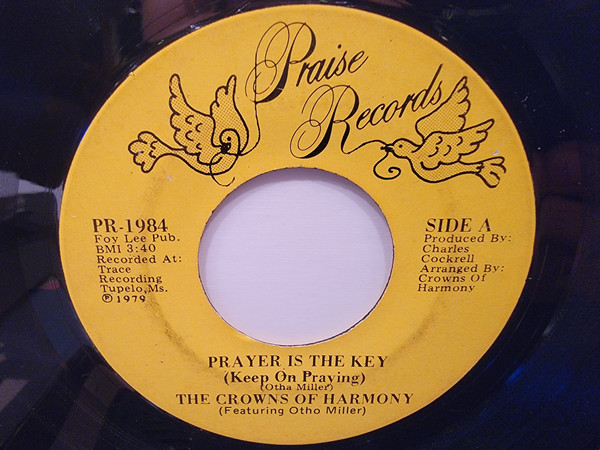 Praise
Records
PR-1984
Foy Lee Pub.
BMI 3:40
Recorded At:
Trace
Recording
Tupelo, Ms.
℗ 1979
SIDE A
Produced By:
Charles
Cockrell
Arranged By:
Crowns Of
Harmony
PRAYER IS THE KEY
(Keep On Praying)
(Otha Miller)
THE CROWNS OF HARMONY
(Featuring Otho Miller)